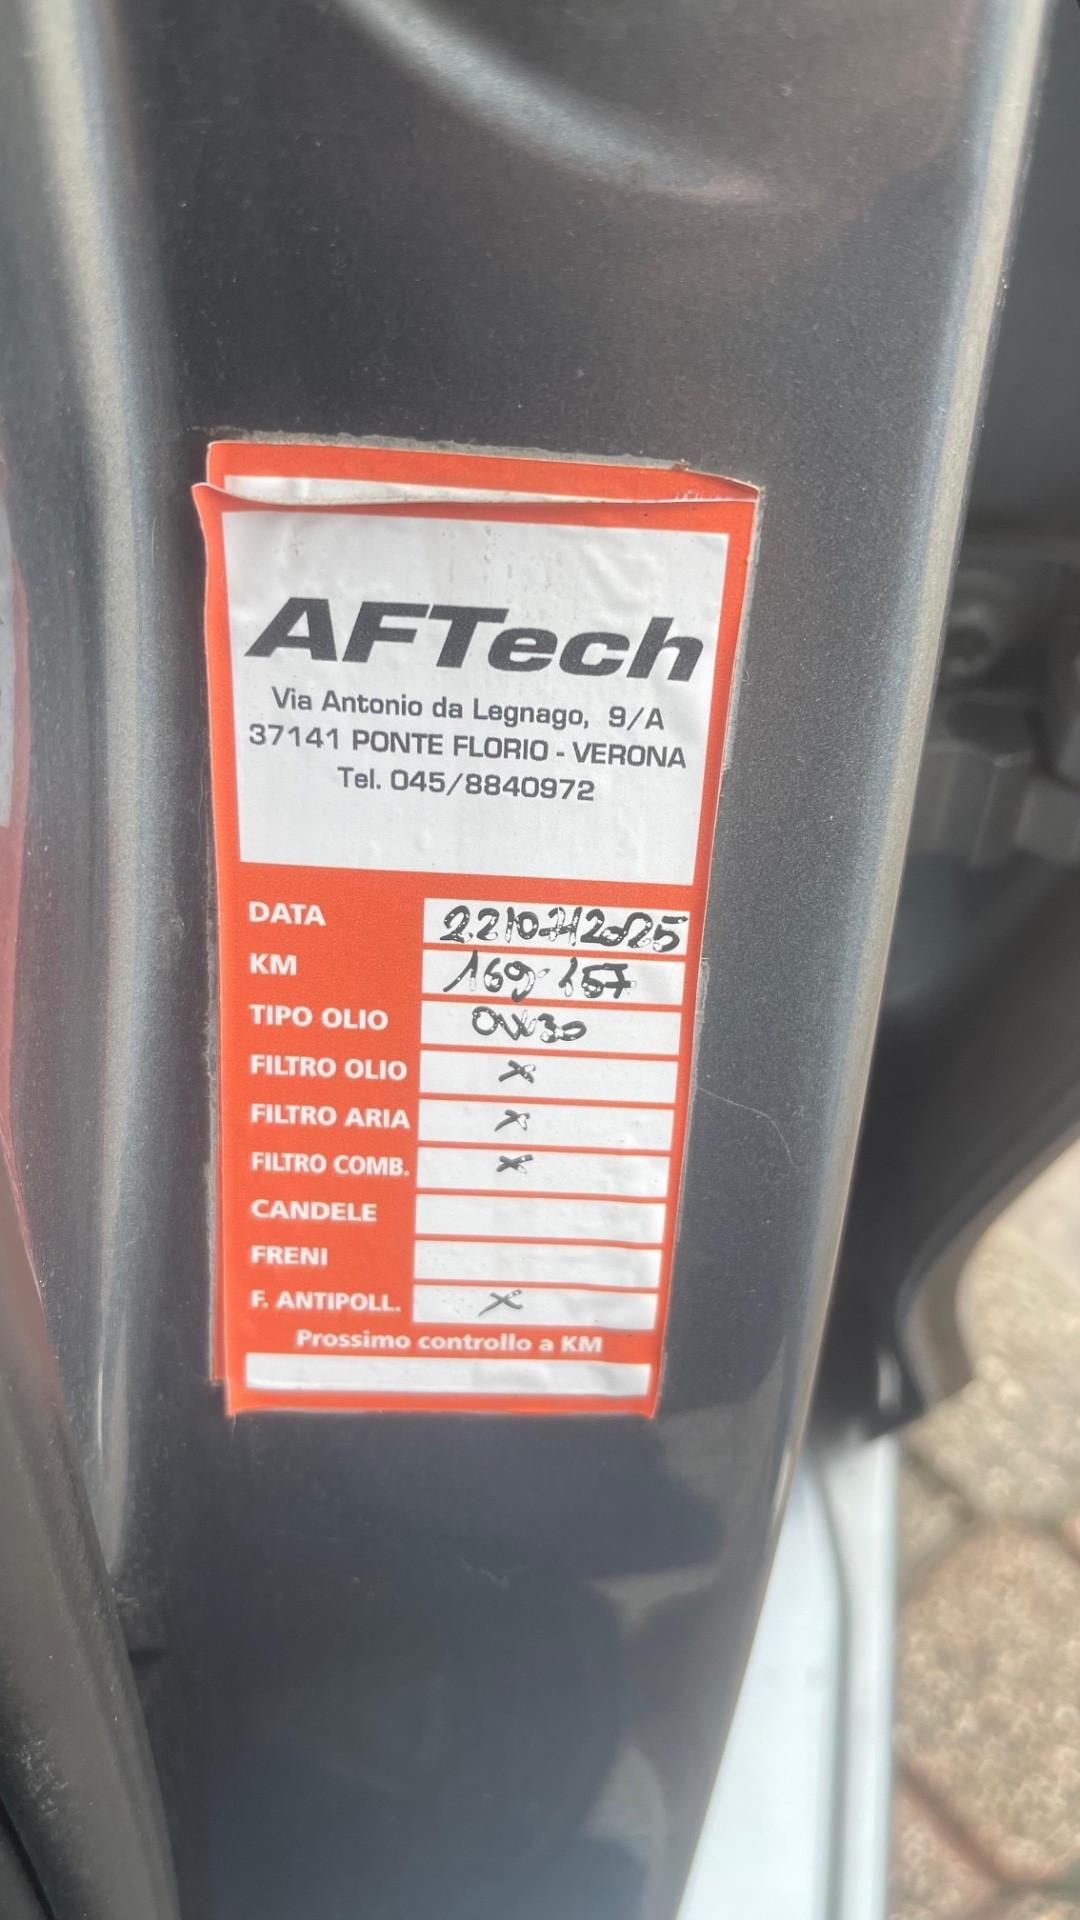 AFTech
Via Antonio da Legnago, 9/A
37141 PONTE FLORIO - VERONA
Tel. 045/8840972
DATA 22/07/2025
KM 169.157
TIPO OLIO 0W30
FILTRO OLIO x
FILTRO ARIA x
FILTRO COMB. x
CANDELE
FRENI
F. ANTIPOLL. x
Prossimo controllo a KM